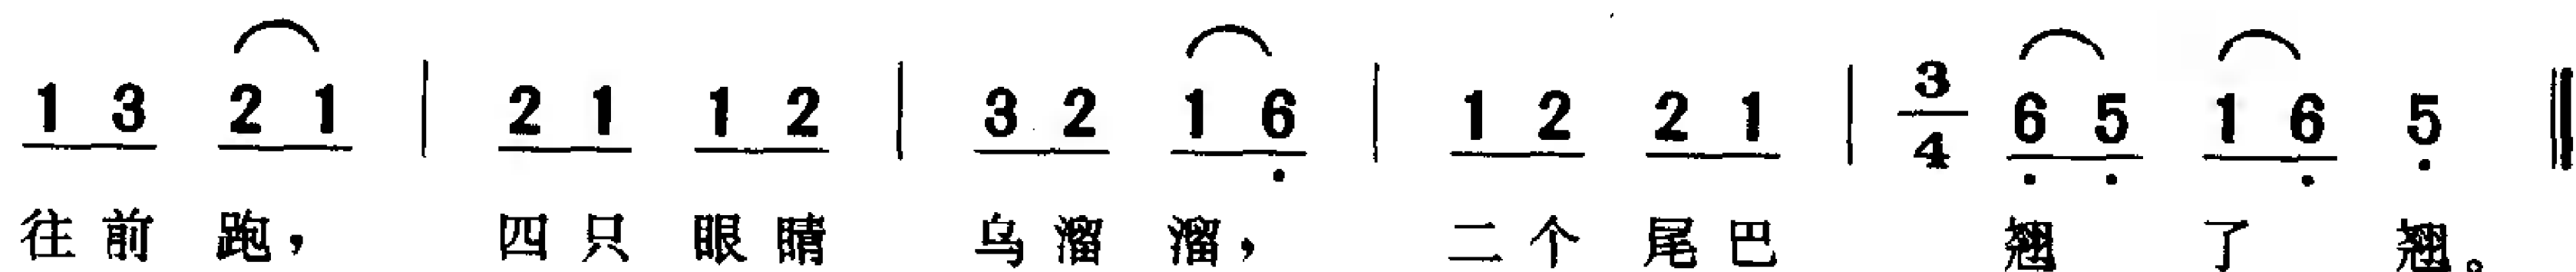 1 3 2 1 | 2 1 1 2 | 3 2 1 6̣ | 1 2 2 1 | 3/4 6̣ 5̣ 1 6̣ 5̣ ‖
往前跑， 四只眼睛 乌溜溜， 二个尾巴 翘了翘。